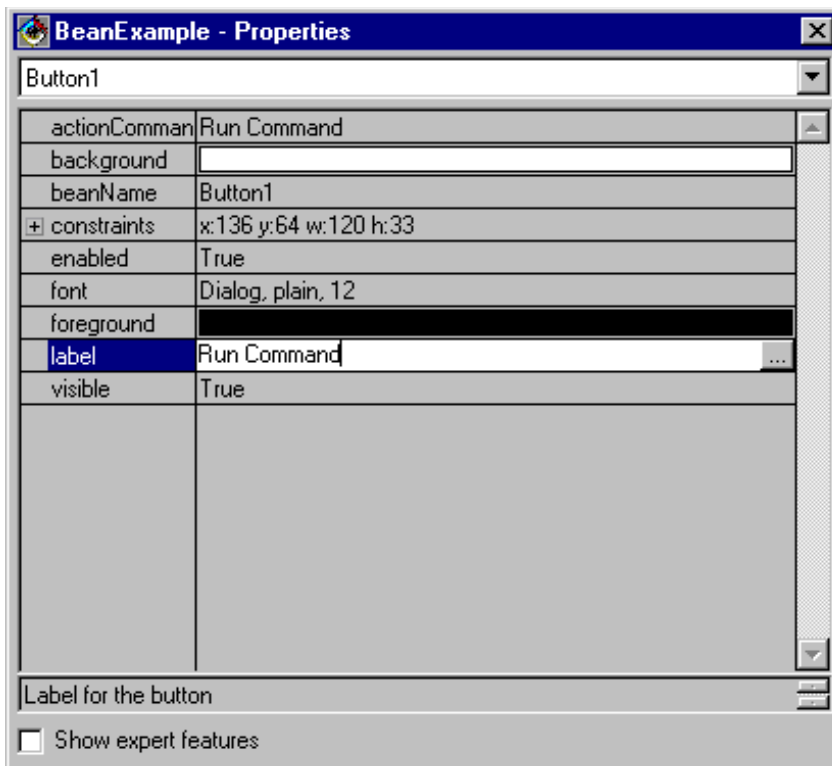 BeanExample - Properties
Button1
actionComman Run Command
background
beanName Button1
constraints x:136 y:64 w:120 h:33
enabled True
font Dialog, plain, 12
foreground
label Run Command ...
visible True
Label for the button
Show expert features